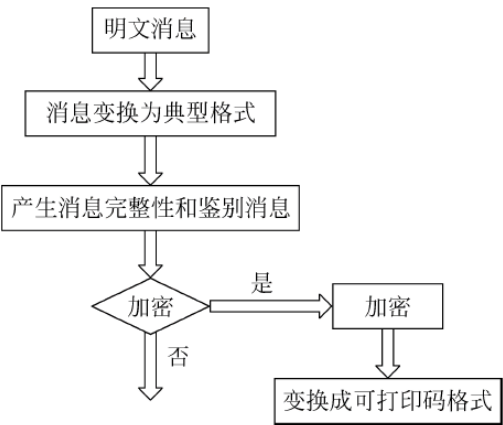 明文消息
消息变换为典型格式
产生消息完整性和鉴别消息
加密
是
加密
否
变换成可打印码格式